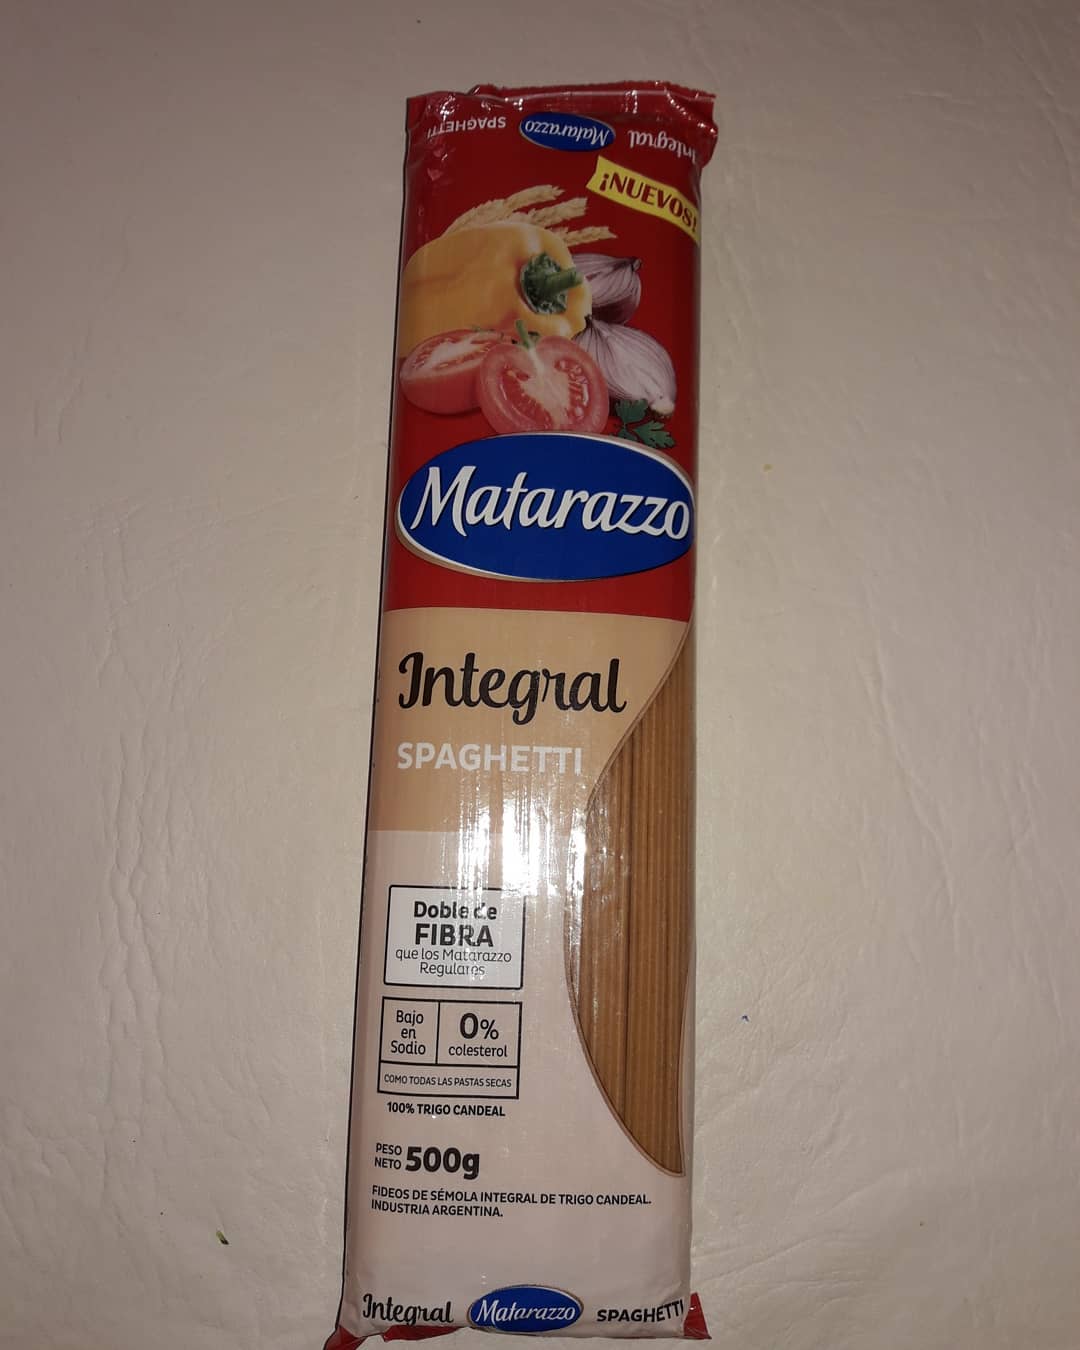 Integral Matarazzo SPAGHETTI
¡NUEVOS!
Matarazzo
Integral
SPAGHETTI
Doble de
FIBRA
que los Matarazzo
Regulares
Bajo
en
Sodio
0%
colesterol
COMO TODAS LAS PASTAS SECAS
100% TRIGO CANDEAL
PESO
NETO
500g
FIDEOS DE SÉMOLA INTEGRAL DE TRIGO CANDEAL.
INDUSTRIA ARGENTINA.
Integral Matarazzo SPAGHETTI